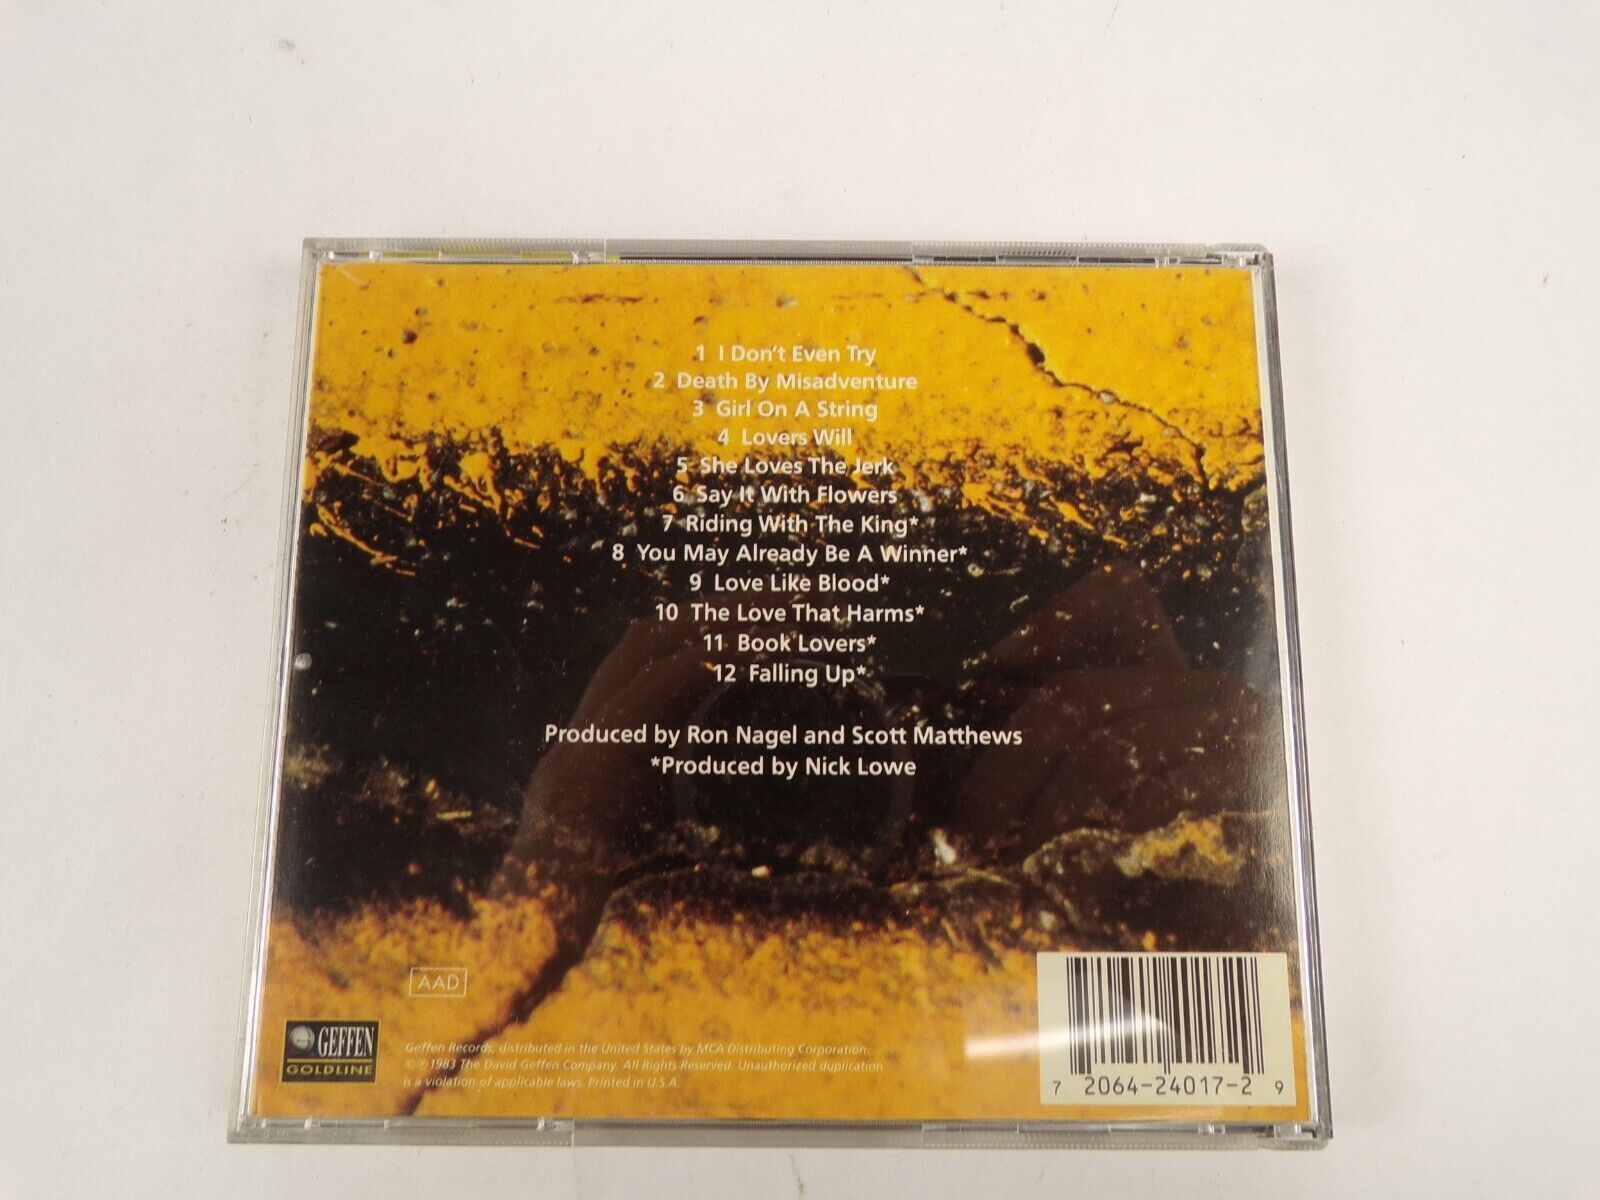 1 I Don't Even Try
2 Death By Misadventure
3 Girl On A String
4 Lovers Will
5 She Loves The Jerk
6 Say It With Flowers
7 Riding With The King*
8 You May Already Be A Winner*
9 Love Like Blood*
10 The Love That Harms*
11 Book Lovers*
12 Falling Up*
Produced by Ron Nagel and Scott Matthews
*Produced by Nick Lowe
AAD
GEFFEN
GOLDLINE
Geffen Records, distributed in the United States by MCA Distributing Corporation.
©℗1983 The David Geffen Company. All Rights Reserved. Unauthorized duplication
is a violation of applicable laws. Printed in U.S.A.
7 2064-24017-2 9